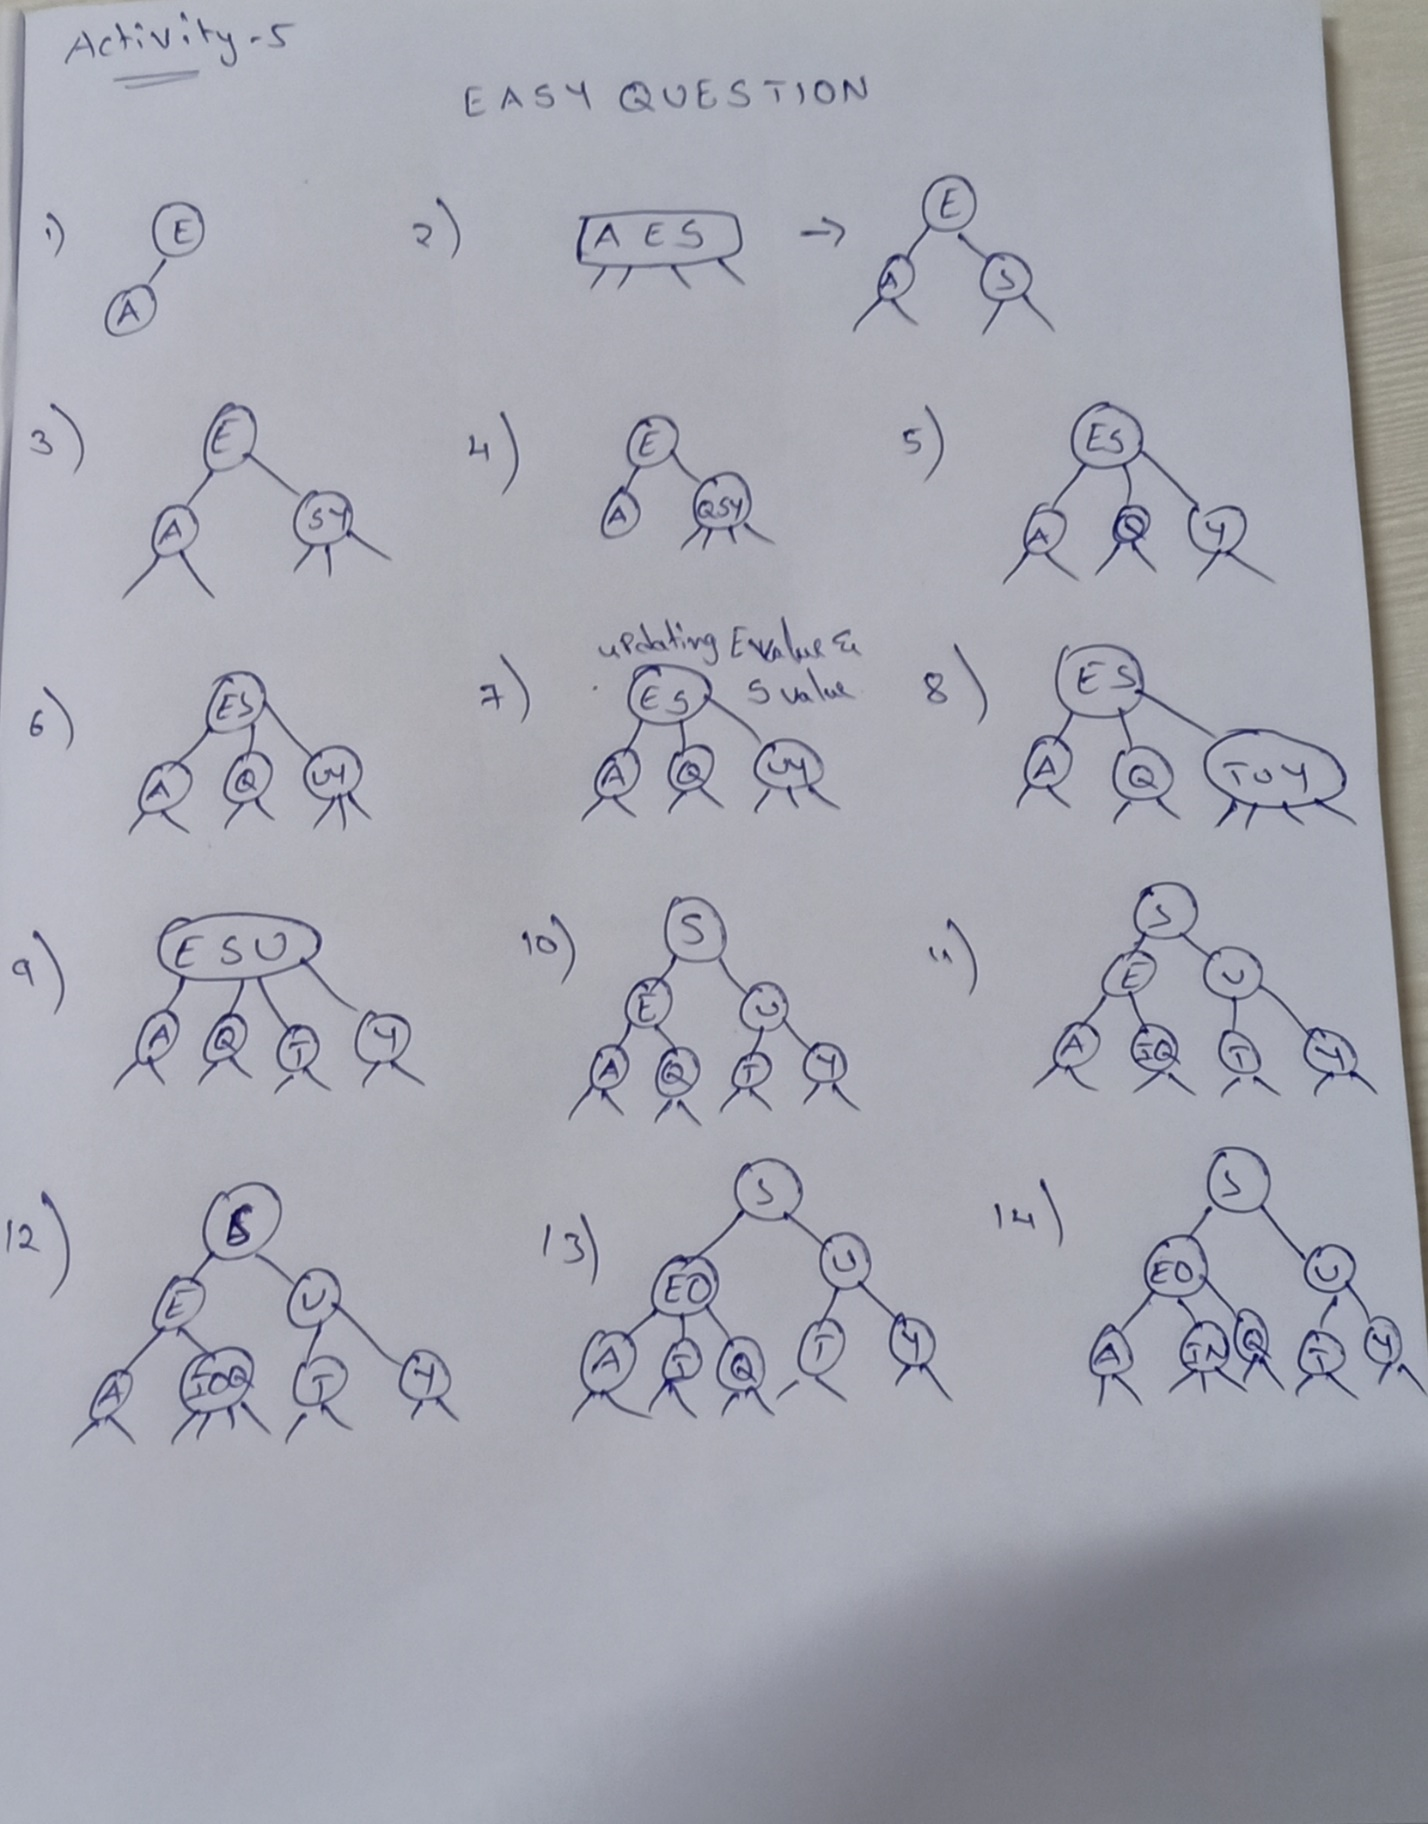 Activity-5
EASY QUESTION
1) E
A
2) A E S → E
A S
3) E
A SY
4) E
A QSY
5) ES
A Q Y
6) ES
A Q UY
7) updating E value &
S value
ES
A Q UY
8) ES
A Q TUY
9) ESU
A Q T Y
10) S
E U
A Q T Y
11) S
E U
A IQ T Y
12) S
E U
A IOQ T Y
13) S
EO U
A I Q T Y
14) S
EO U
A IN Q T Y